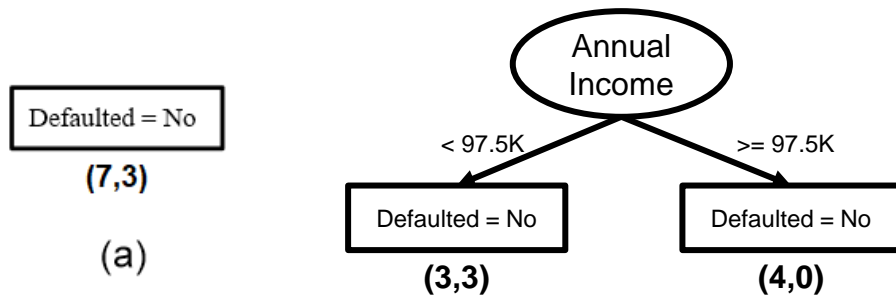 Defaulted = No
(7,3)
(a)
Annual
Income
< 97.5K
>= 97.5K
Defaulted = No
Defaulted = No
(3,3)
(4,0)